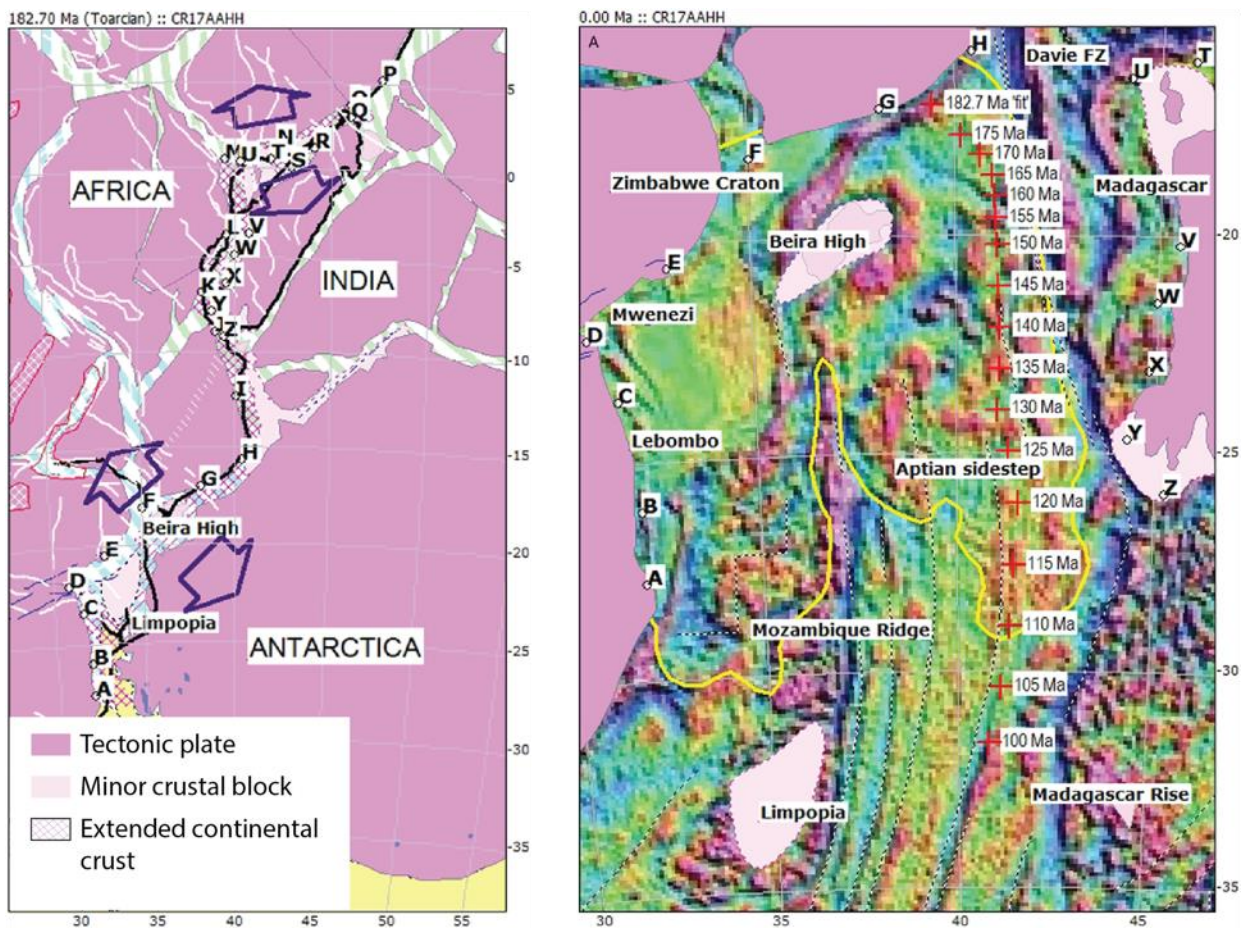 182.70 Ma (Toarcian) :: CR17AAHH
P
Q
N
R
M
U
T
S
AFRICA
L
V
W
INDIA
K
X
Y
Z
I
H
G
F
Beira High
E
D
C
Limpopia
ANTARCTICA
B
A
Tectonic plate
Minor crustal block
Extended continental
crust
5
0
-5
-10
-15
-20
-25
-30
-35
30
35
40
45
50
55
0.00 Ma :: CR17AAHH
A
H
Davie FZ
T
U
G
182.7 Ma 'fit'
175 Ma
F
170 Ma
Zimbabwe Craton
165 Ma
Madagascar
160 Ma
155 Ma
Beira High
150 Ma
V
E
145 Ma
W
Mwenezi
140 Ma
D
135 Ma
X
C
130 Ma
Lebombo
125 Ma
Y
Aptian sidestep
120 Ma
Z
B
115 Ma
A
Mozambique Ridge
110 Ma
105 Ma
100 Ma
Limpopia
Madagascar Rise
-20
-25
-30
-35
30
35
40
45